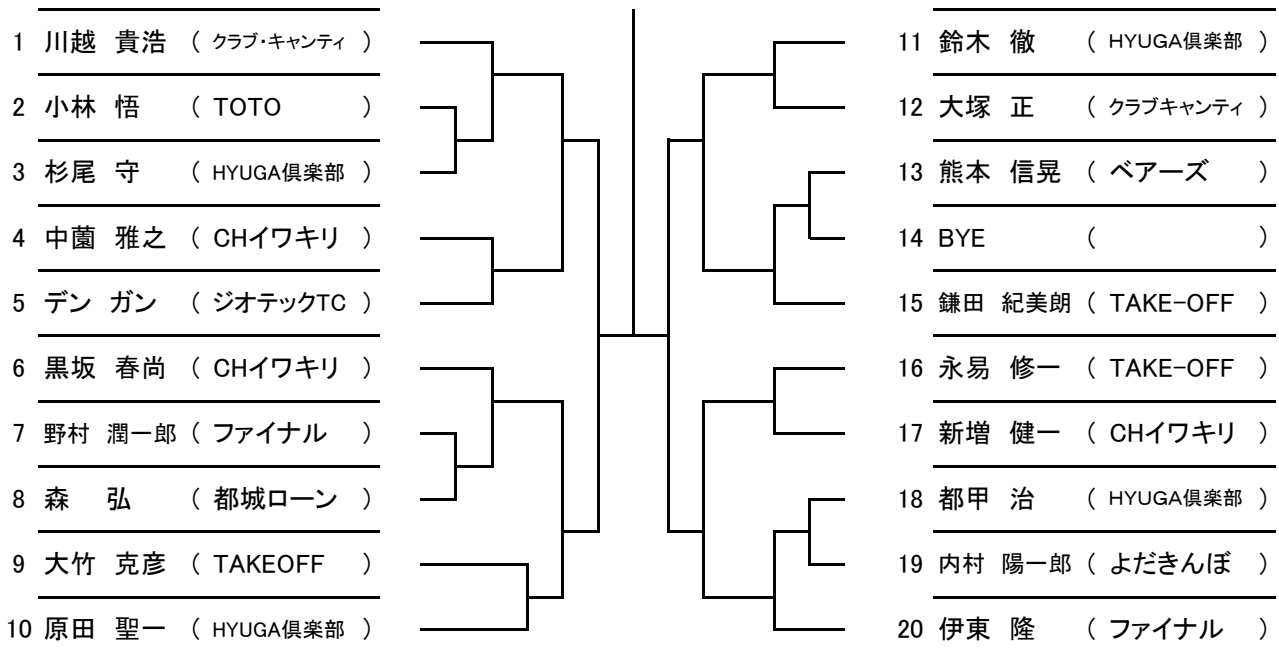 1 川越 貴浩 ( クラブ・キャンティ )
2 小林 悟 ( TOTO )
3 杉尾 守 ( HYUGA倶楽部 )
4 中薗 雅之 ( CHイワキリ )
5 デン ガン ( ジオテックTC )
6 黒坂 春尚 ( CHイワキリ )
7 野村 潤一郎 ( ファイナル )
8 森 弘 ( 都城ローン )
9 大竹 克彦 ( TAKEOFF )
10 原田 聖一 ( HYUGA倶楽部 )
11 鈴木 徹 ( HYUGA倶楽部 )
12 大塚 正 ( クラブキャンティ )
13 熊本 信晃 ( ベアーズ )
14 BYE ( )
15 鎌田 紀美朗 ( TAKE-OFF )
16 永易 修一 ( TAKE-OFF )
17 新増 健一 ( CHイワキリ )
18 都甲 治 ( HYUGA倶楽部 )
19 内村 陽一郎 ( よだきんぼ )
20 伊東 隆 ( ファイナル )